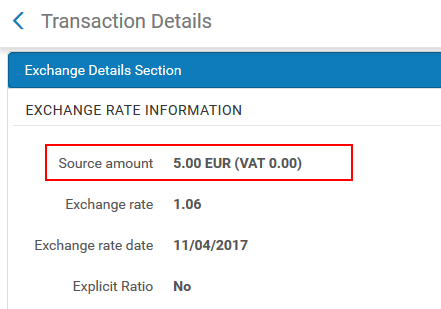 Transaction Details
Exchange Details Section
EXCHANGE RATE INFORMATION
Source amount 5.00 EUR (VAT 0.00)
Exchange rate 1.06
Exchange rate date 11/04/2017
Explicit Ratio No